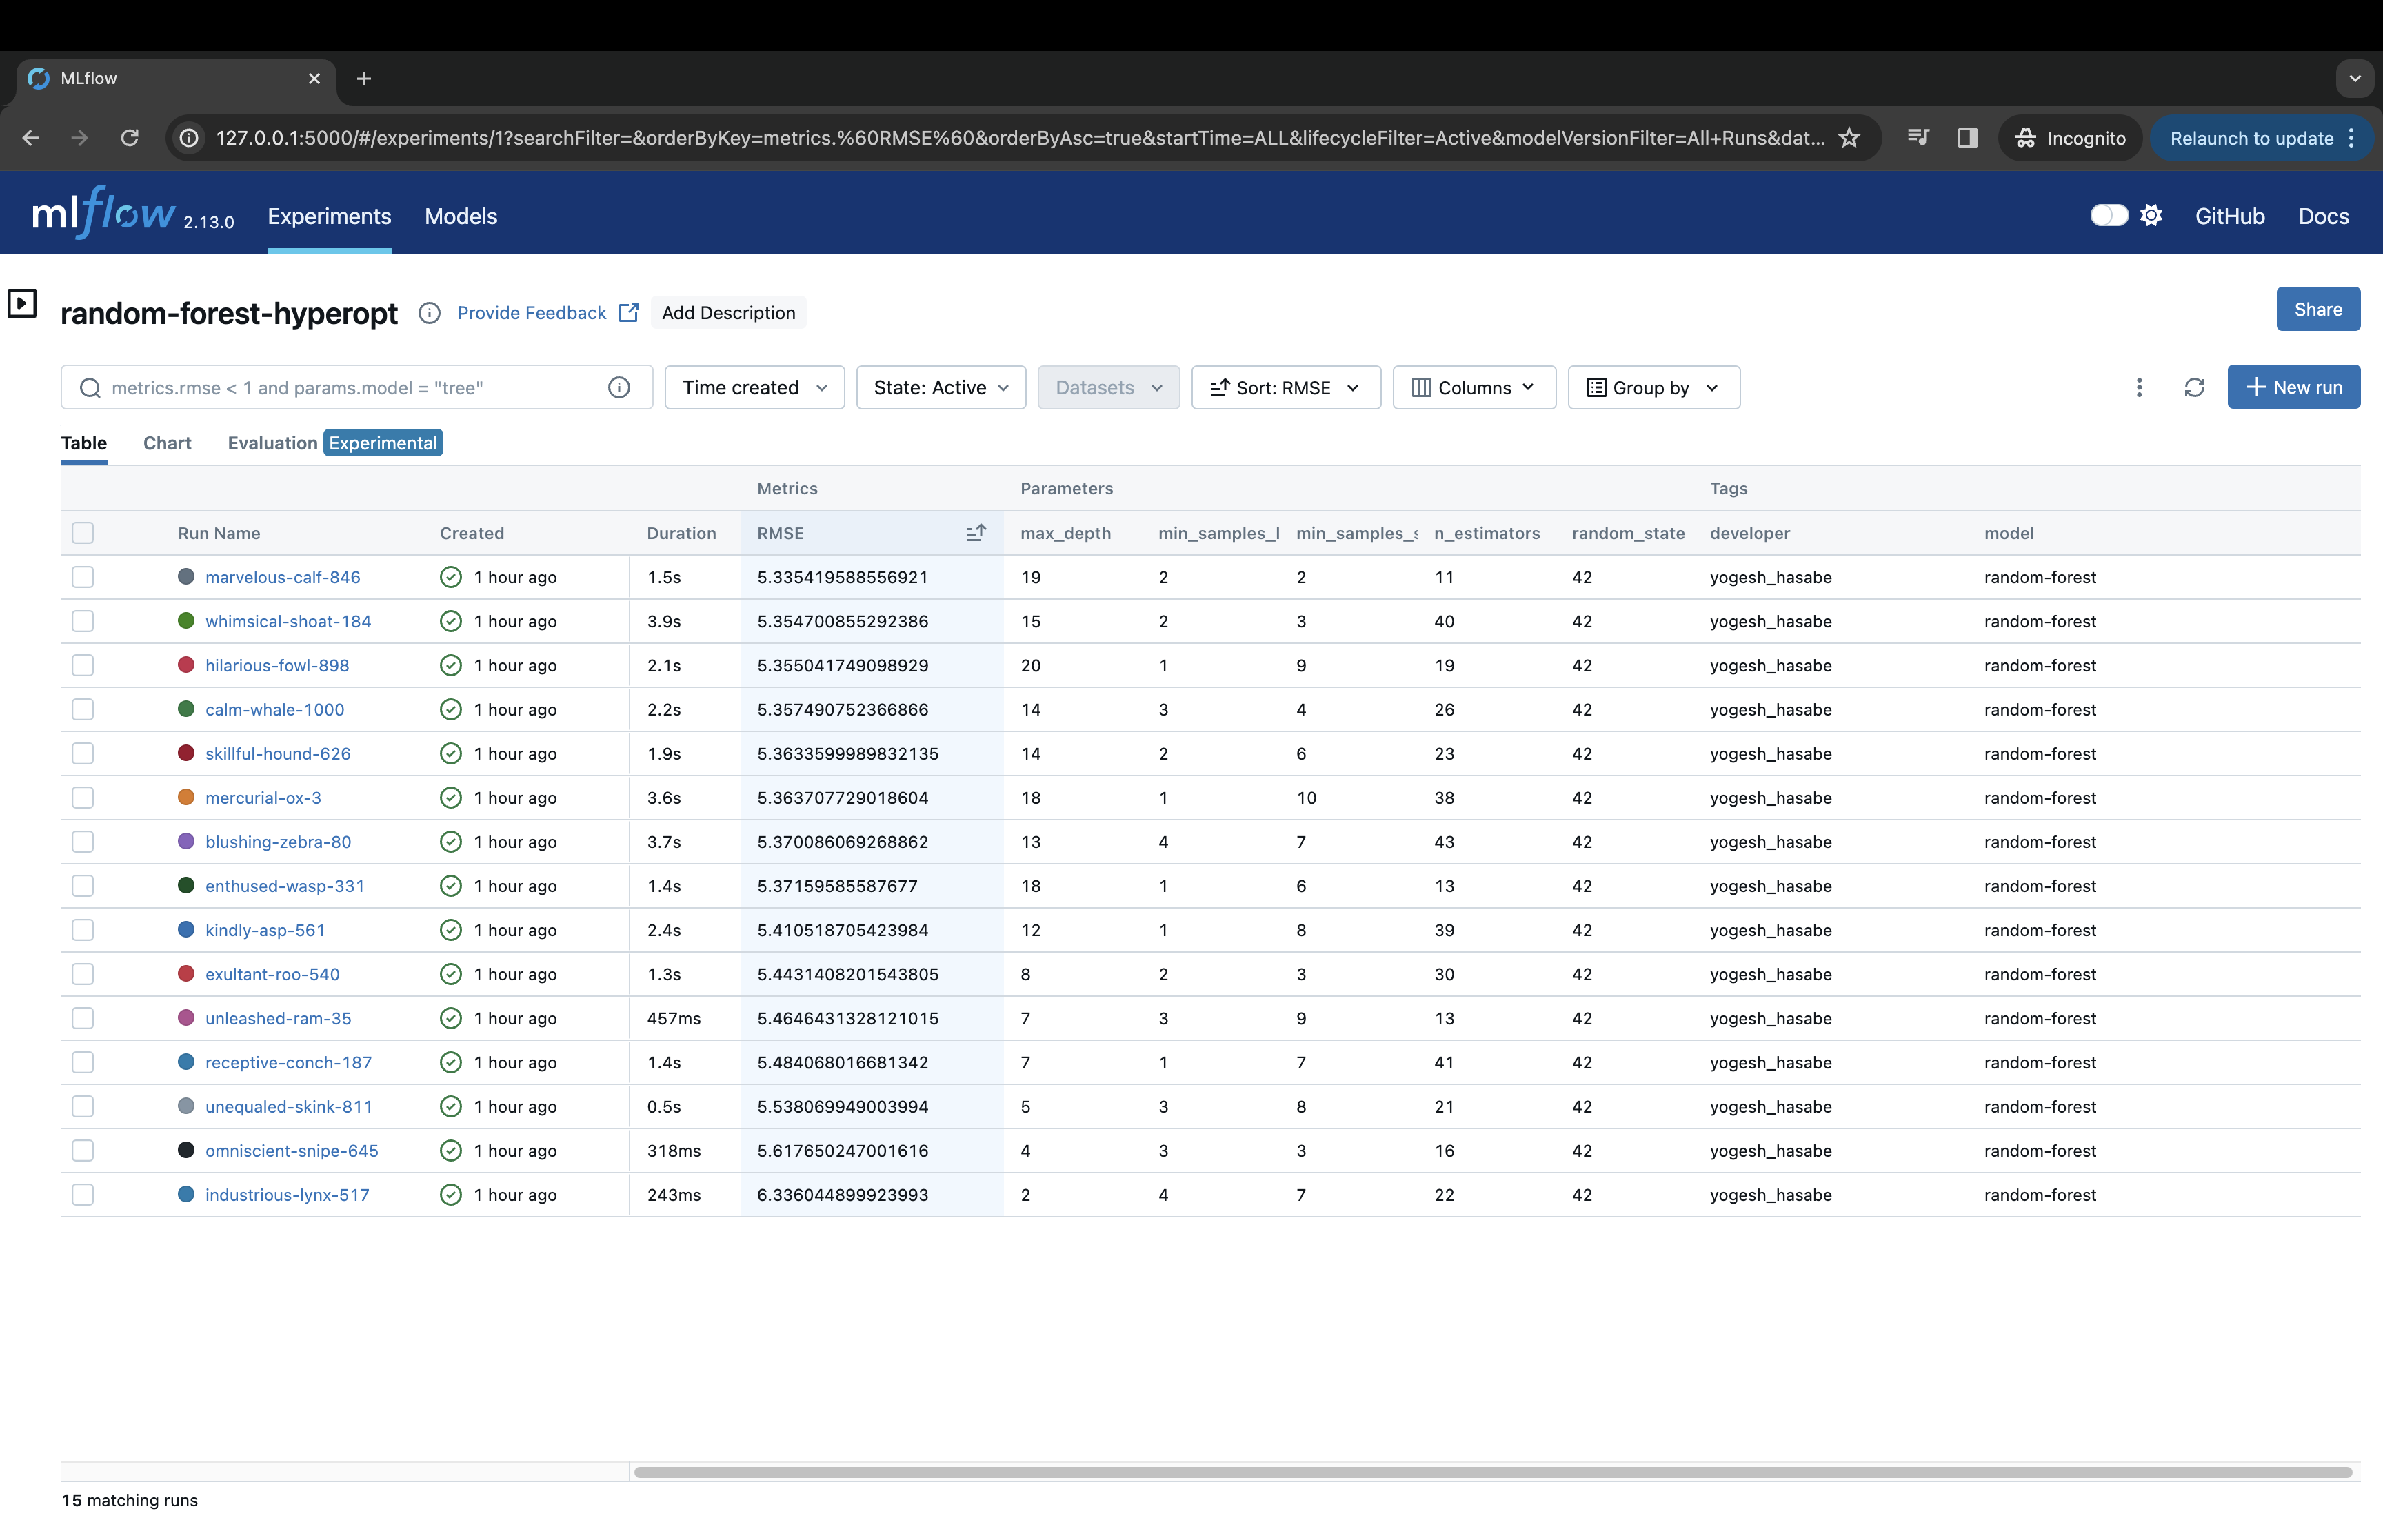 MLflow
127.0.0.1:5000/#/experiments/1?searchFilter=&orderByKey=metrics.%60RMSE%60&orderByAsc=true&startTime=ALL&lifecycleFilter=Active&modelVersionFilter=All+Runs&dat...
Incognito
Relaunch to update
mlflow 2.13.0 Experiments Models GitHub Docs
random-forest-hyperopt Provide Feedback Add Description Share
metrics.rmse < 1 and params.model = "tree" Time created State: Active Datasets Sort: RMSE Columns Group by New run
Table Chart Evaluation Experimental
Metrics Parameters Tags
Run Name Created Duration RMSE max_depth min_samples_l min_samples_s n_estimators random_state developer model
marvelous-calf-846 1 hour ago 1.5s 5.335419588556921 19 2 2 11 42 yogesh_hasabe random-forest
whimsical-shoat-184 1 hour ago 3.9s 5.354700855292386 15 2 3 40 42 yogesh_hasabe random-forest
hilarious-fowl-898 1 hour ago 2.1s 5.355041749098929 20 1 9 19 42 yogesh_hasabe random-forest
calm-whale-1000 1 hour ago 2.2s 5.357490752366866 14 3 4 26 42 yogesh_hasabe random-forest
skillful-hound-626 1 hour ago 1.9s 5.3633599989832135 14 2 6 23 42 yogesh_hasabe random-forest
mercurial-ox-3 1 hour ago 3.6s 5.363707729018604 18 1 10 38 42 yogesh_hasabe random-forest
blushing-zebra-80 1 hour ago 3.7s 5.370086069268862 13 4 7 43 42 yogesh_hasabe random-forest
enthused-wasp-331 1 hour ago 1.4s 5.37159585587677 18 1 6 13 42 yogesh_hasabe random-forest
kindly-asp-561 1 hour ago 2.4s 5.410518705423984 12 1 8 39 42 yogesh_hasabe random-forest
exultant-roo-540 1 hour ago 1.3s 5.4431408201543805 8 2 3 30 42 yogesh_hasabe random-forest
unleashed-ram-35 1 hour ago 457ms 5.4646431328121015 7 3 9 13 42 yogesh_hasabe random-forest
receptive-conch-187 1 hour ago 1.4s 5.484068016681342 7 1 7 41 42 yogesh_hasabe random-forest
unequaled-skink-811 1 hour ago 0.5s 5.538069949003994 5 3 8 21 42 yogesh_hasabe random-forest
omniscient-snipe-645 1 hour ago 318ms 5.617650247001616 4 3 3 16 42 yogesh_hasabe random-forest
industrious-lynx-517 1 hour ago 243ms 6.336044899923993 2 4 7 22 42 yogesh_hasabe random-forest
15 matching runs